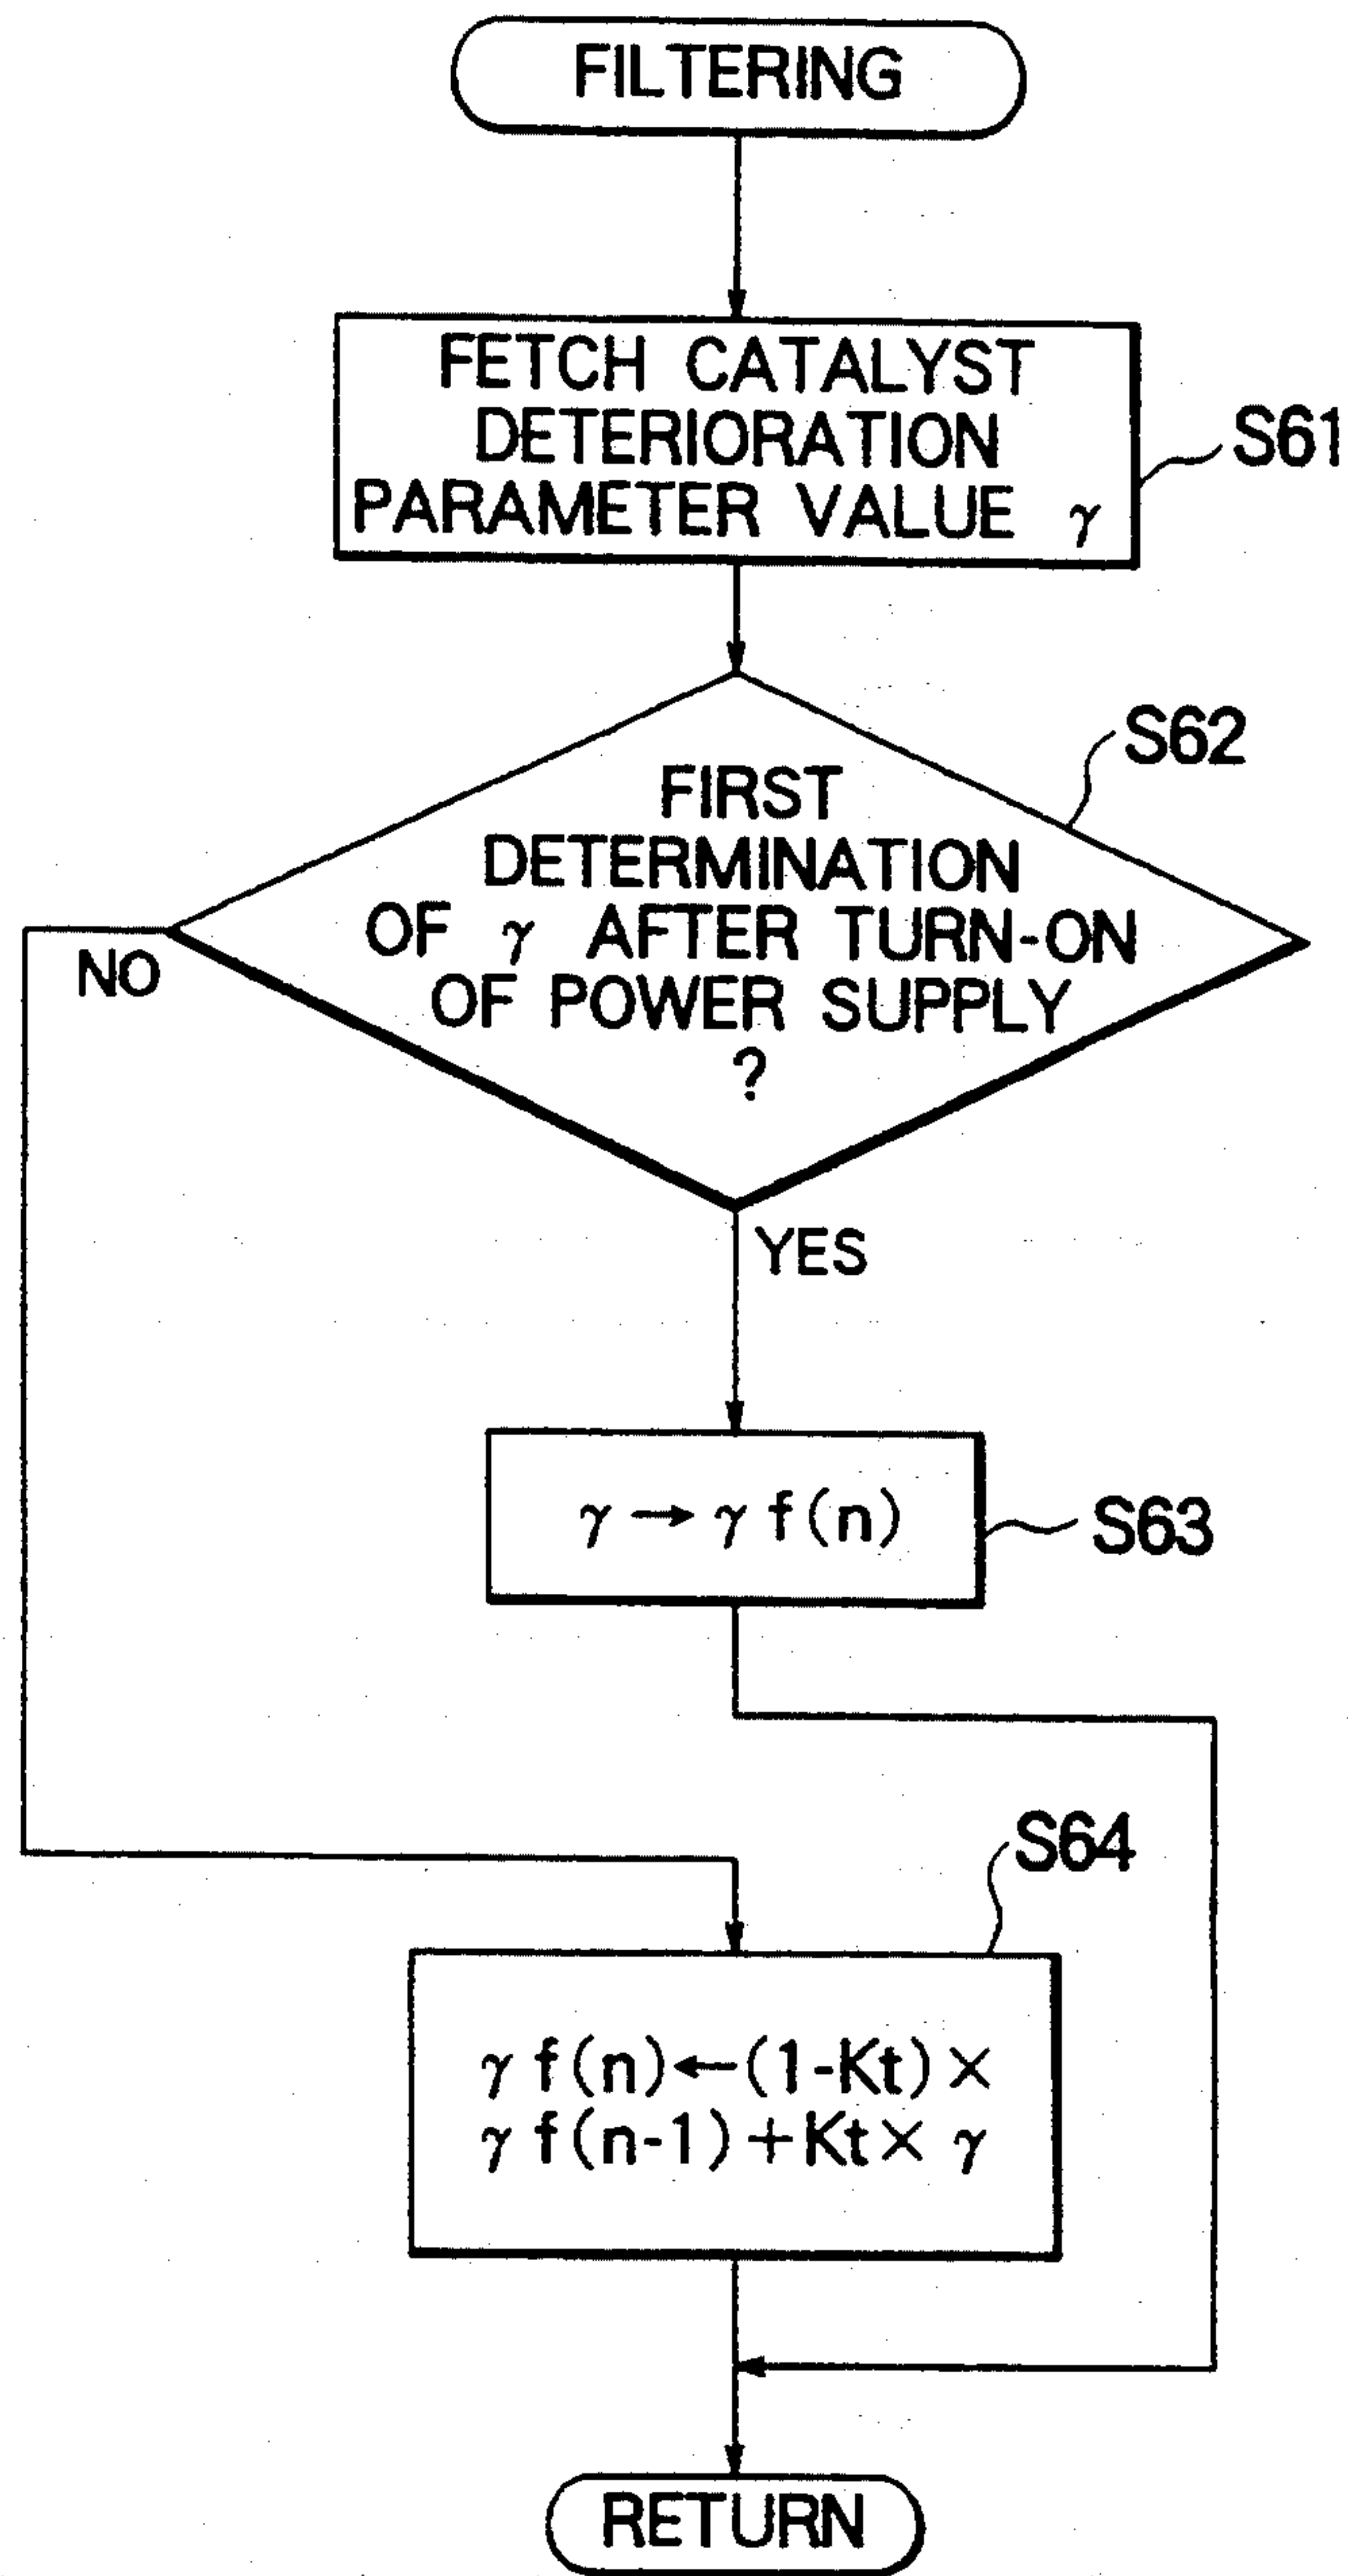 FILTERING
FETCH CATALYST
DETERIORATION
PARAMETER VALUE γ
S61
S62
FIRST
DETERMINATION
OF γ AFTER TURN-ON
OF POWER SUPPLY
?
NO
YES
γ → γ f(n)
S63
S64
γ f(n)←(1-Kt)×
γ f(n-1)+Kt× γ
RETURN